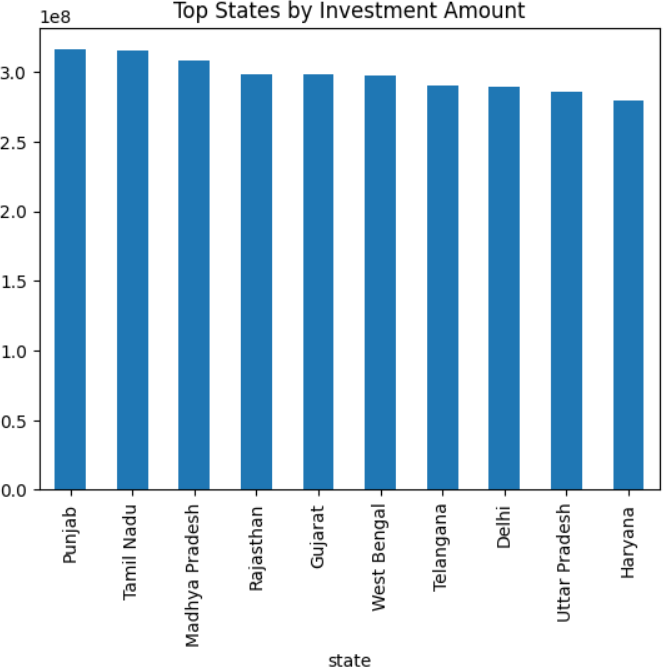 Top States by Investment Amount
1e8
3.0
2.5
2.0
1.5
1.0
0.5
0.0
Punjab
Tamil Nadu
Madhya Pradesh
Rajasthan
Gujarat
West Bengal
Telangana
Delhi
Uttar Pradesh
Haryana
state